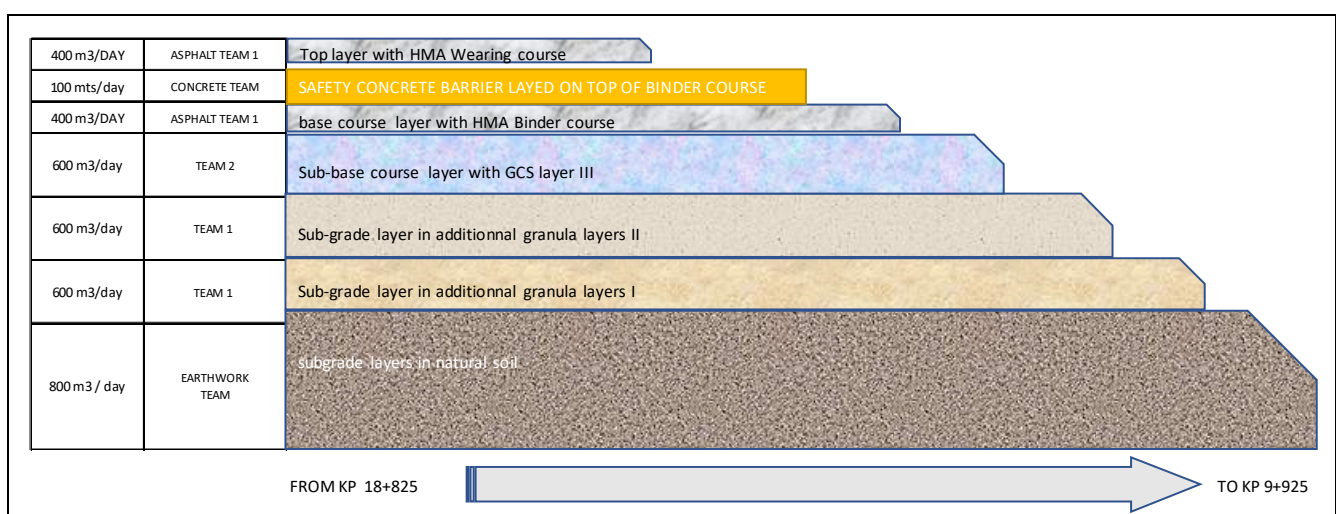 400 m3/DAY ASPHALT TEAM 1 Top layer with HMA Wearing course
100 mts/day CONCRETE TEAM SAFETY CONCRETE BARRIER LAYED ON TOP OF BINDER COURSE
400 m3/DAY ASPHALT TEAM 1 base course layer with HMA Binder course
600 m3/day TEAM 2 Sub-base course layer with GCS layer III
600 m3/day TEAM 1 Sub-grade layer in additionnal granula layers II
600 m3/day TEAM 1 Sub-grade layer in additionnal granula layers I
subgrade layers in natural soil
800 m3 / day EARTHWORK
TEAM
FROM KP 18+825 TO KP 9+925